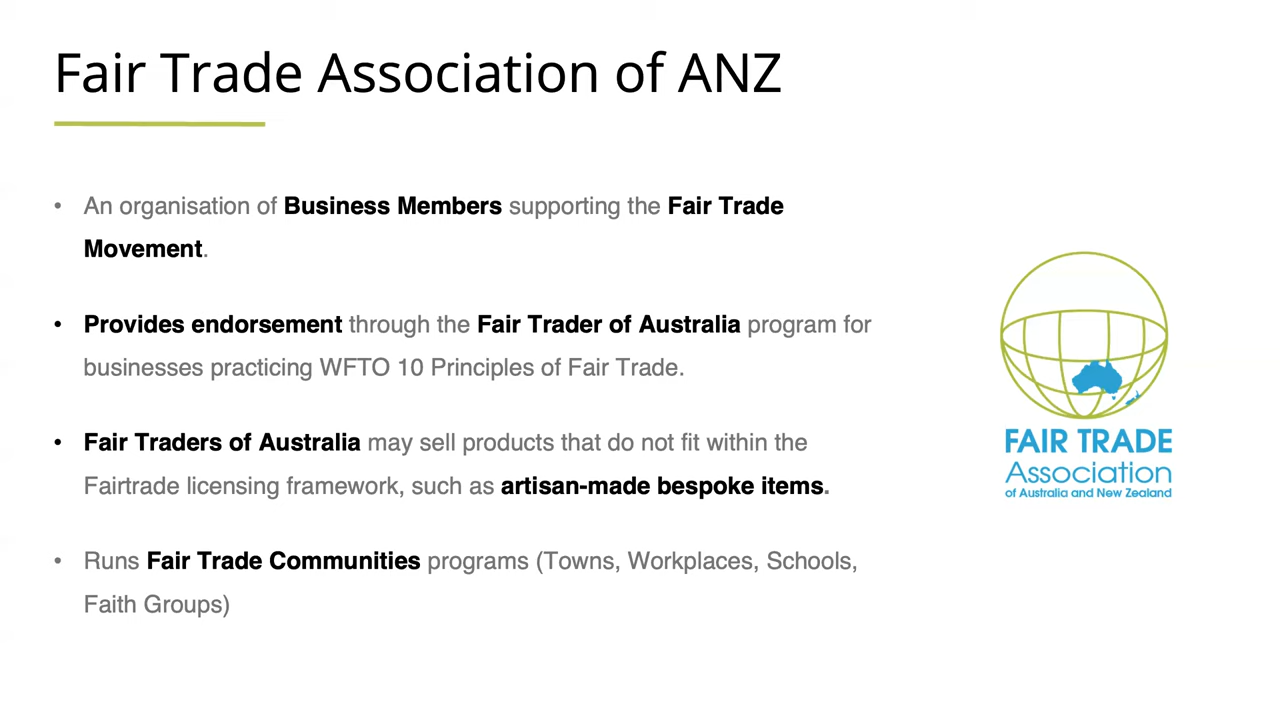 Fair Trade Association of ANZ
• An organisation of Business Members supporting the Fair Trade
Movement.
• Provides endorsement through the Fair Trader of Australia program for
businesses practicing WFTO 10 Principles of Fair Trade.
• Fair Traders of Australia may sell products that do not fit within the
Fairtrade licensing framework, such as artisan-made bespoke items.
• Runs Fair Trade Communities programs (Towns, Workplaces, Schools,
Faith Groups)
FAIR TRADE
Association
of Australia and New Zealand